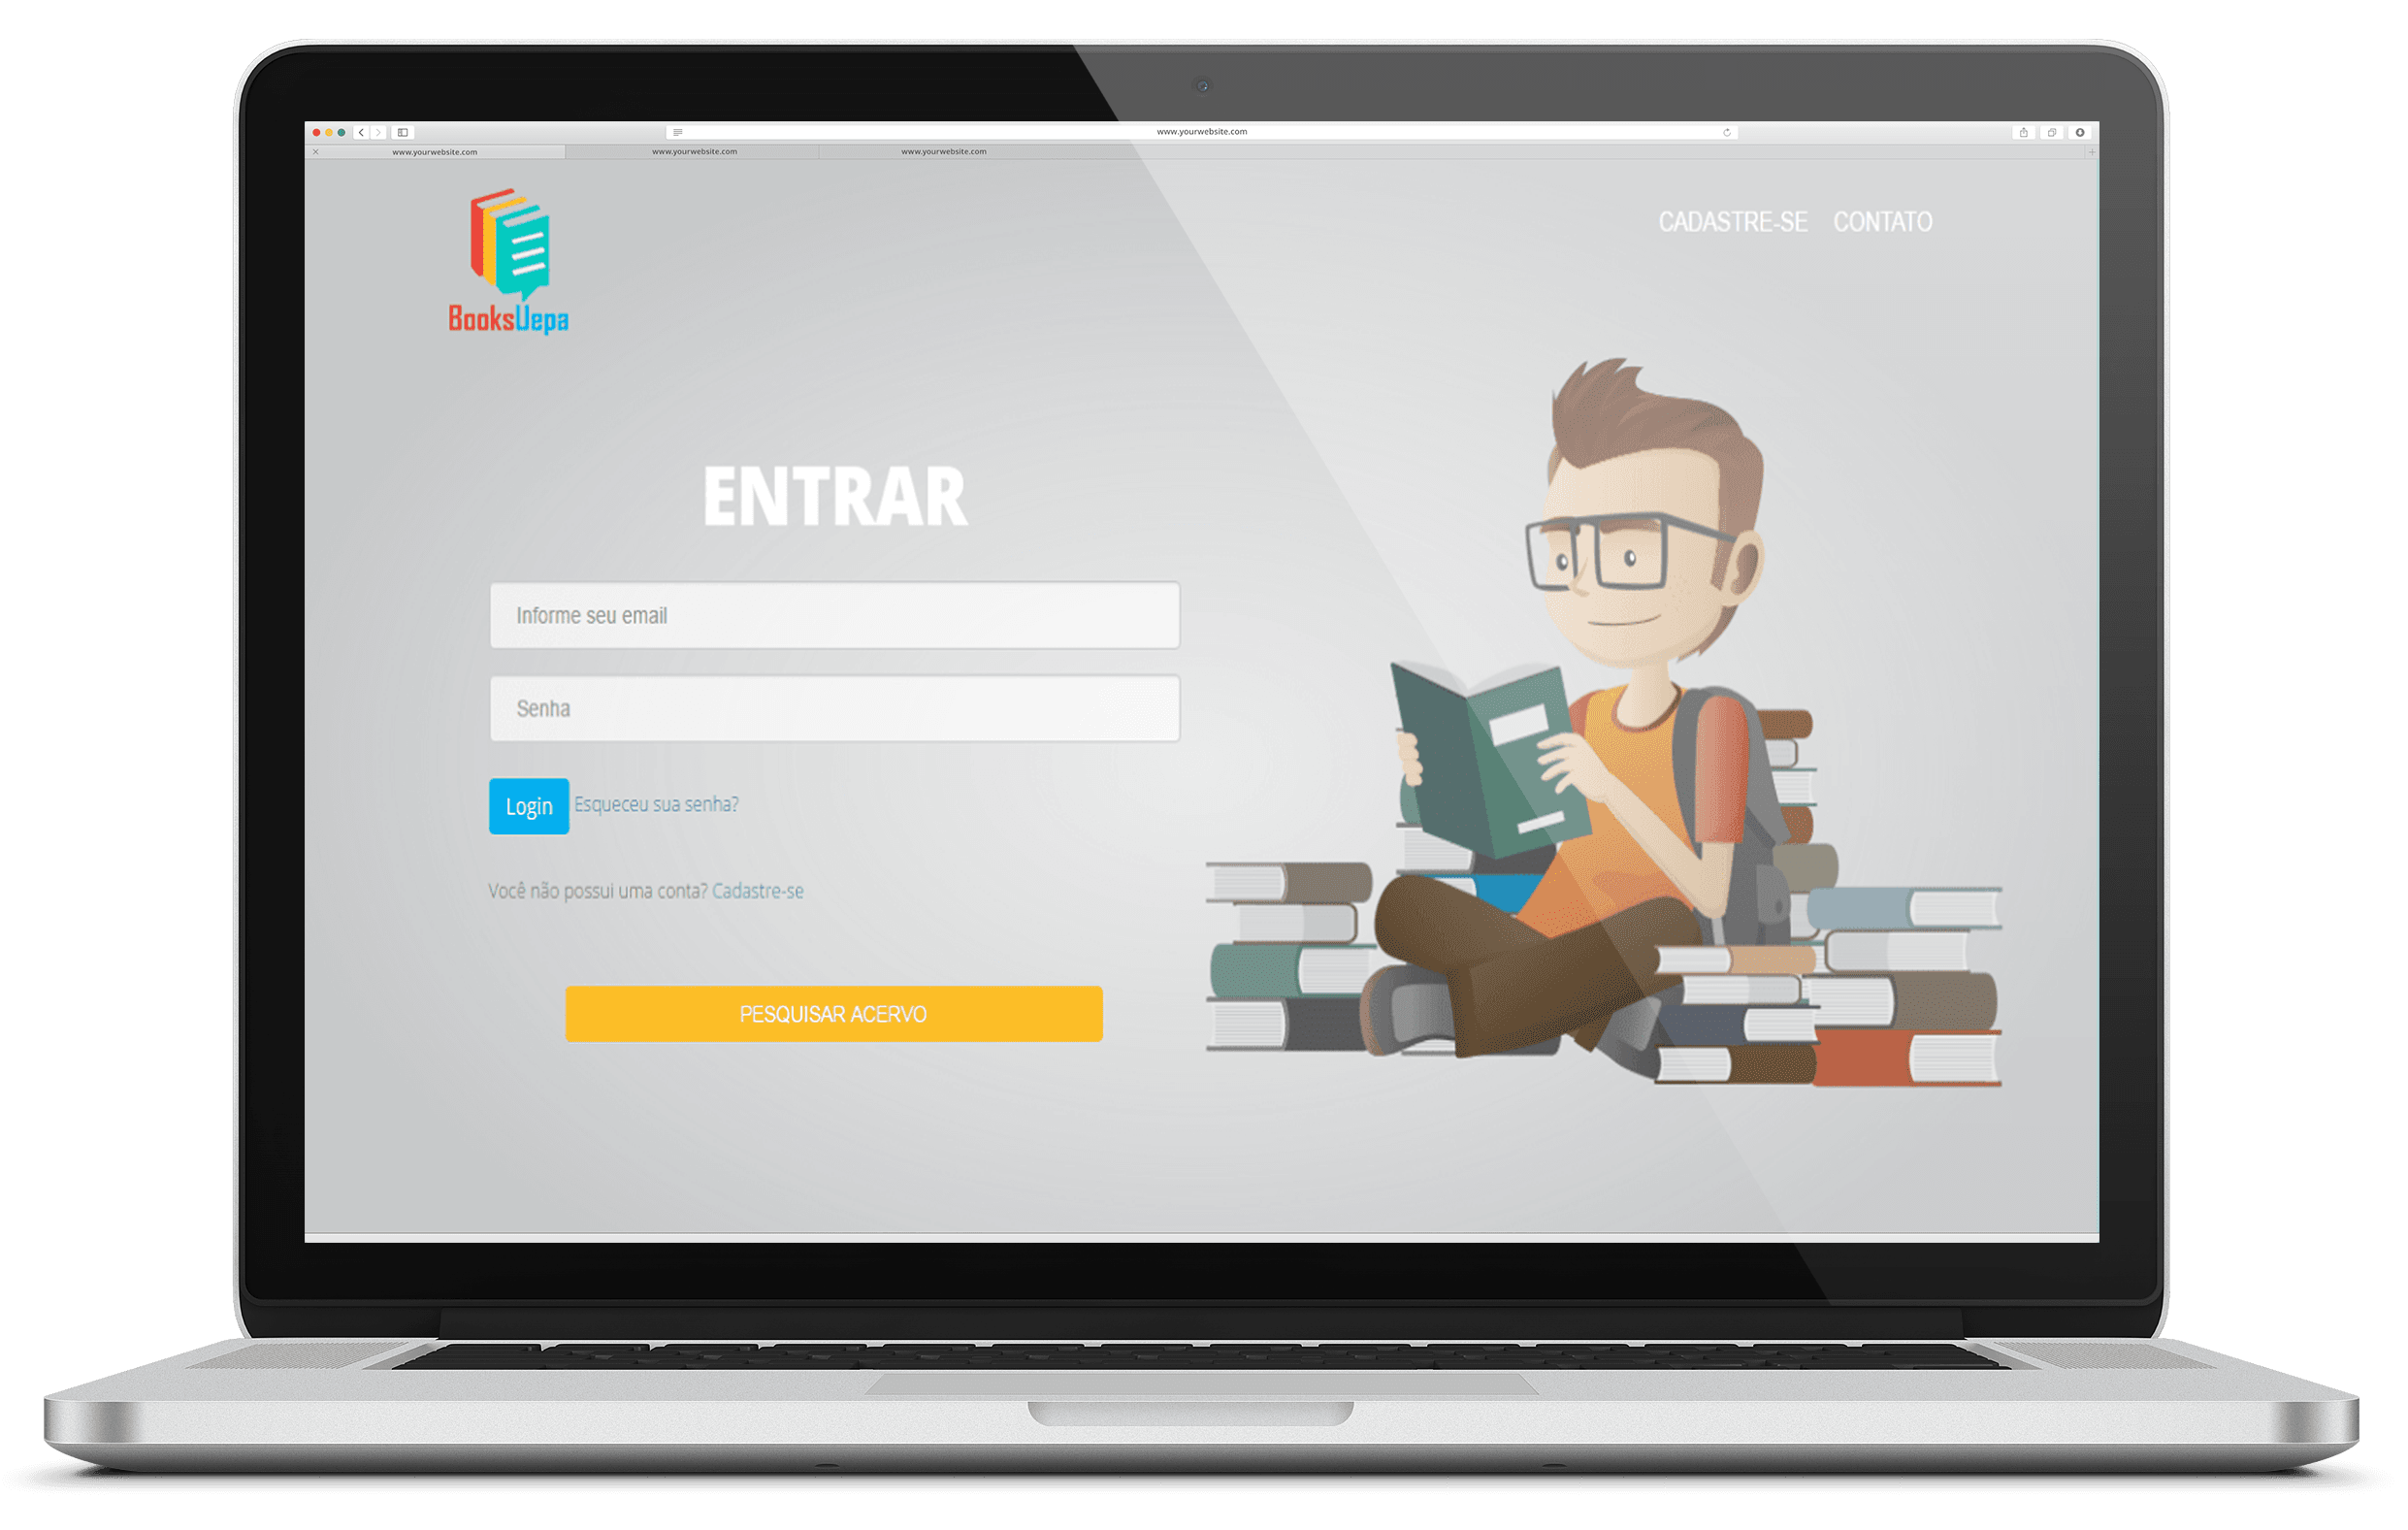 www.yourwebsite.com
www.yourwebsite.com www.yourwebsite.com www.yourwebsite.com
CADASTRE-SE CONTATO
BooksUepa
ENTRAR
Informe seu email
Senha
Login Esqueceu sua senha?
Você não possui uma conta? Cadastre-se
PESQUISAR ACERVO